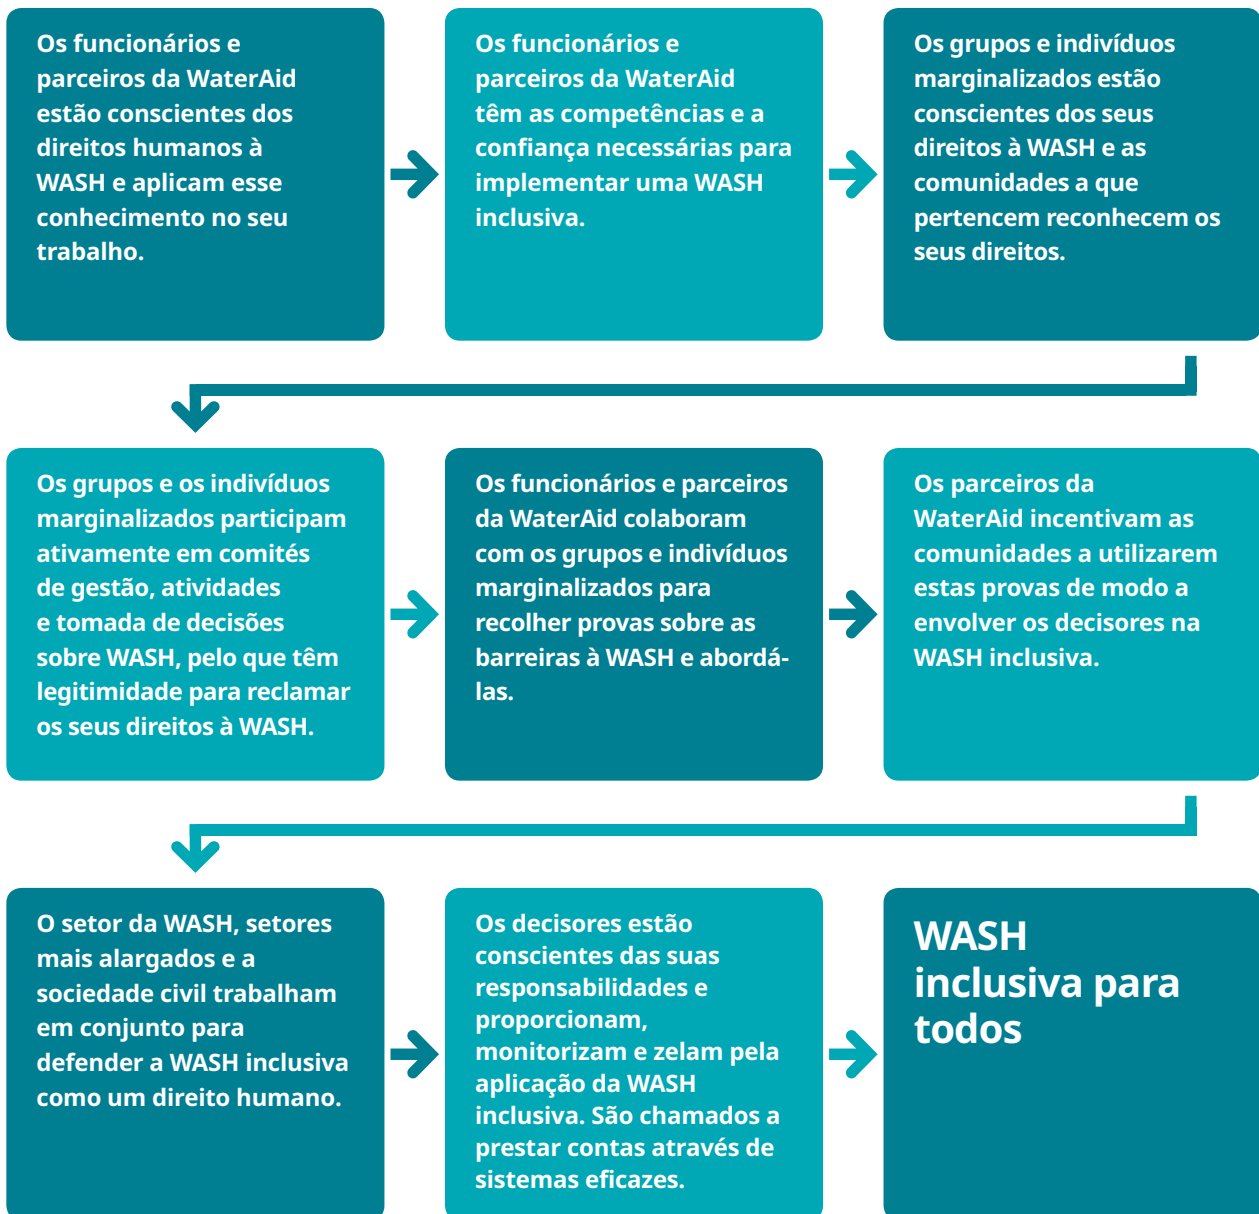 Os funcionários e
parceiros da WaterAid
estão conscientes dos
direitos humanos à
WASH e aplicam esse
conhecimento no seu
trabalho.
Os funcionários e
parceiros da WaterAid
têm as competências e a
confiança necessárias para
implementar uma WASH
inclusiva.
Os grupos e indivíduos
marginalizados estão
conscientes dos seus
direitos à WASH e as
comunidades a que
pertencem reconhecem os
seus direitos.
Os grupos e os indivíduos
marginalizados participam
ativamente em comités
de gestão, atividades
e tomada de decisões
sobre WASH, pelo que têm
legitimidade para reclamar
os seus direitos à WASH.
Os funcionários e parceiros
da WaterAid colaboram
com os grupos e indivíduos
marginalizados para
recolher provas sobre as
barreiras à WASH e abordá-
las.
Os parceiros da
WaterAid incentivam as
comunidades a utilizarem
estas provas de modo a
envolver os decisores na
WASH inclusiva.
O setor da WASH, setores
mais alargados e a
sociedade civil trabalham
em conjunto para
defender a WASH inclusiva
como um direito humano.
Os decisores estão
conscientes das suas
responsabilidades e
proporcionam,
monitorizam e zelam pela
aplicação da WASH
inclusiva. São chamados a
prestar contas através de
sistemas eficazes.
WASH
inclusiva para
todos